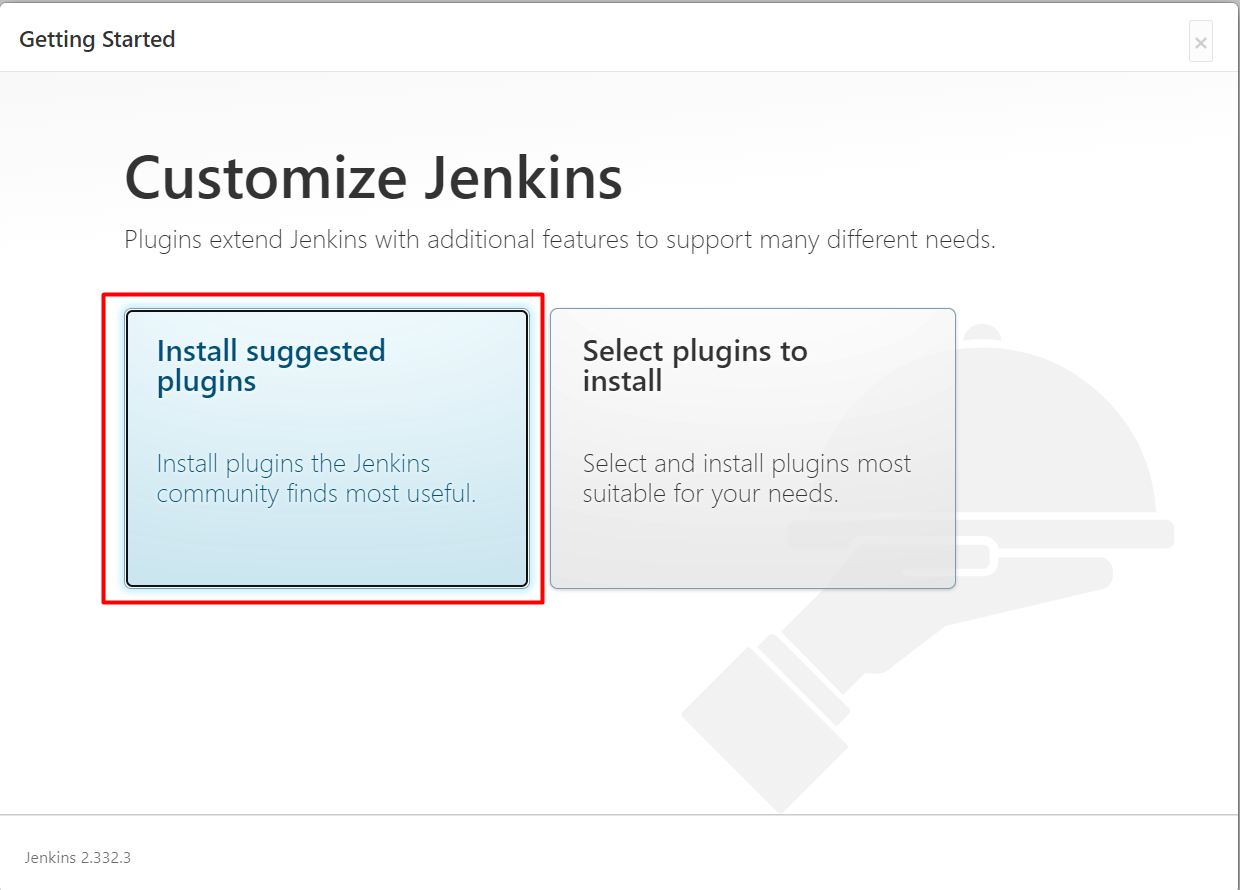 Getting Started
×
Customize Jenkins
Plugins extend Jenkins with additional features to support many different needs.
Install suggested
plugins
Install plugins the Jenkins
community finds most useful.
Select plugins to
install
Select and install plugins most
suitable for your needs.
Jenkins 2.332.3